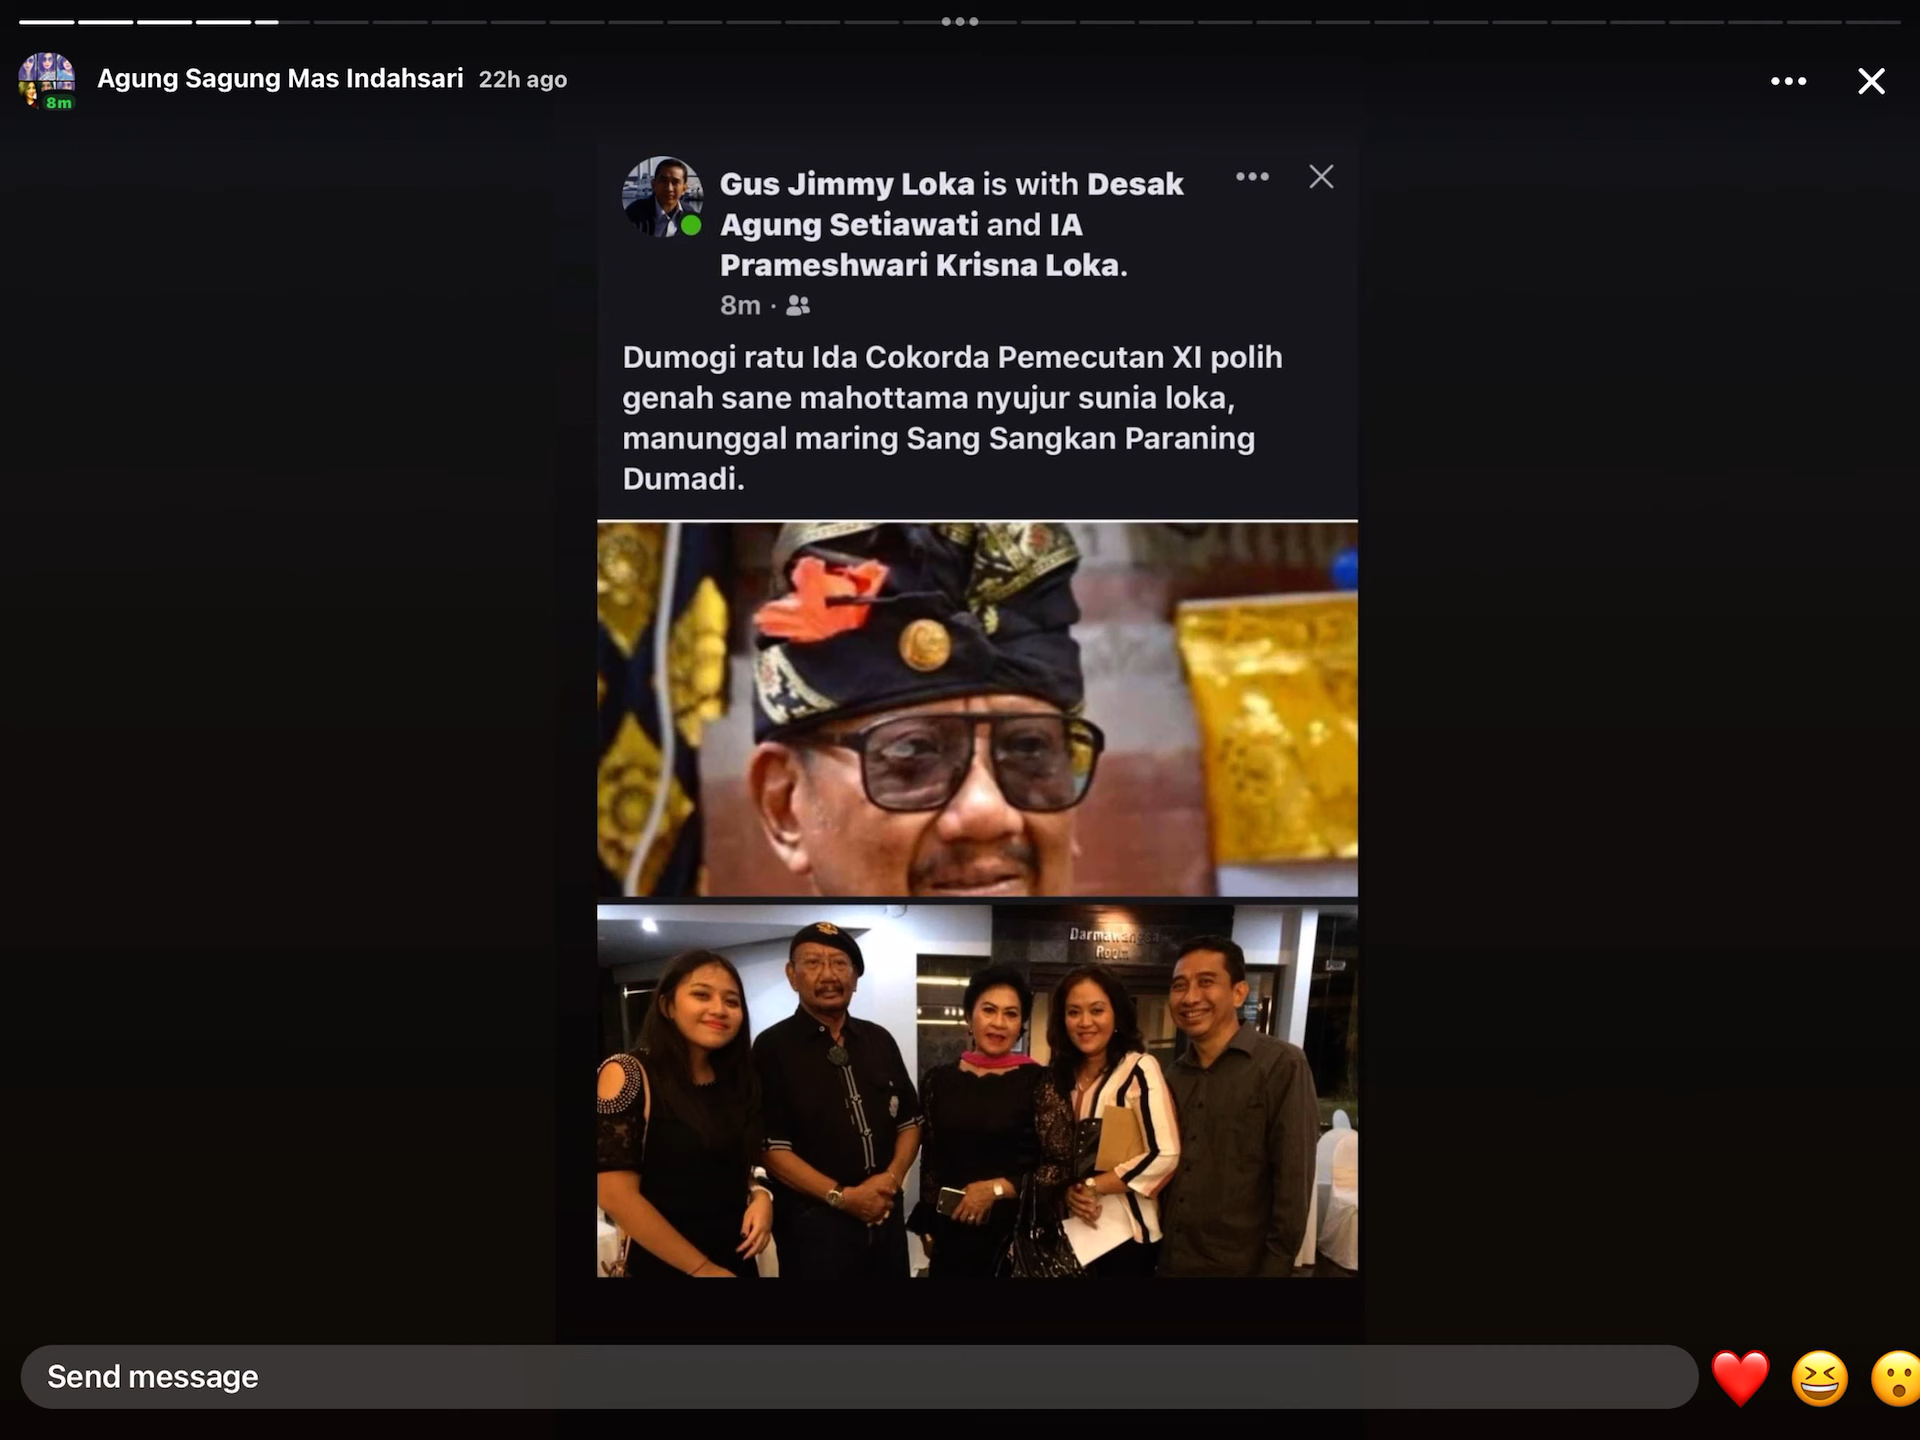 Agung Sagung Mas Indahsari 22h ago
8m
Gus Jimmy Loka is with Desak
Agung Setiawati and IA
Prameshwari Krisna Loka.
8m ·
Dumogi ratu Ida Cokorda Pemecutan XI polih
genah sane mahottama nyujur sunia loka,
manunggal maring Sang Sangkan Paraning
Dumadi.
Darmawangsa
Room
Send message